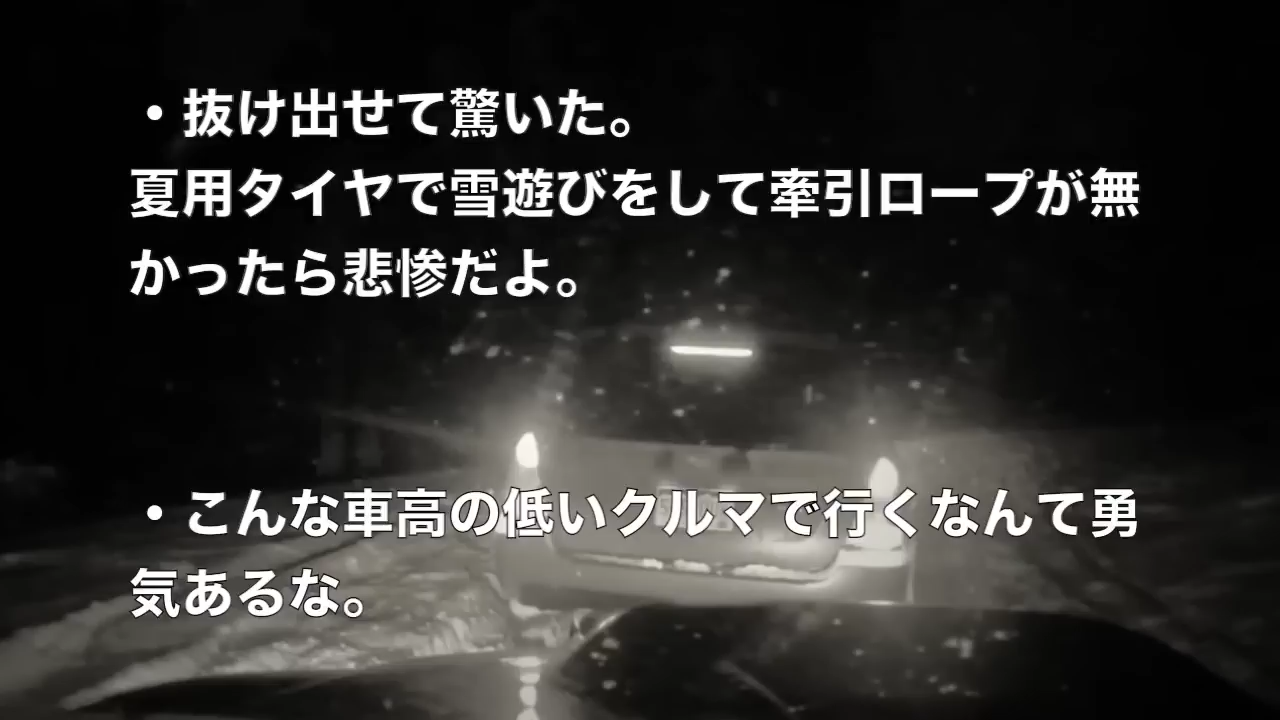 ・抜け出せて驚いた。
夏用タイヤで雪遊びをして牽引ロープが無
かったら悲惨だよ。
・こんな車高の低いクルマで行くなんて勇
気あるな。